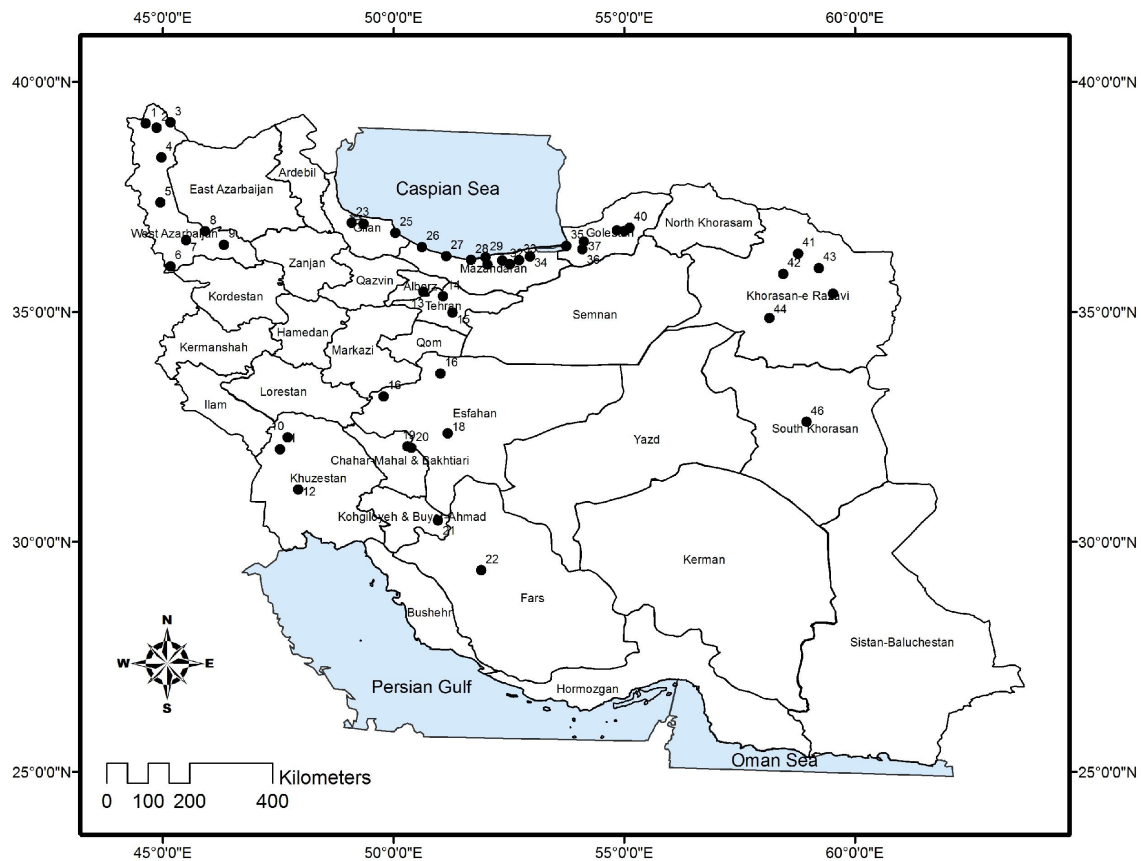 45°0'0"E 50°0'0"E 55°0'0"E 60°0'0"E
40°0'0"N 40°0'0"N
1 2 3
4
Ardebil
East Azarbaijan
Caspian Sea
5
23
40
North Khorasam
8
25
35
Golestan
West Azarbaijan
9
Gilan
7
26
37
41
6
27
28 29
33
34
36
42
43
Zanjan
Mazandaran
Qazvin
Alborz
14
Khorasan-e Razavi
Kordestan
13
Tehran
44
35°0'0"N
15
Semnan
35°0'0"N
Hamedan
Qom
Kermanshah
Markazi
16
Lorestan
16
Ilam
Esfahan
46
18
South Khorasan
19 20
Yazd
Chahar-Mahal & Bakhtiari
Khuzestan
12
Kohgiloyeh & Buyer-Ahmad
21
30°0'0"N 30°0'0"N
22
Kerman
Fars
Bushehr
N
Sistan-Baluchestan
W E
S
Persian Gulf
Hormozgan
25°0'0"N
Oman Sea
25°0'0"N
Kilometers
0 100 200 400
45°0'0"E 50°0'0"E 55°0'0"E 60°0'0"E